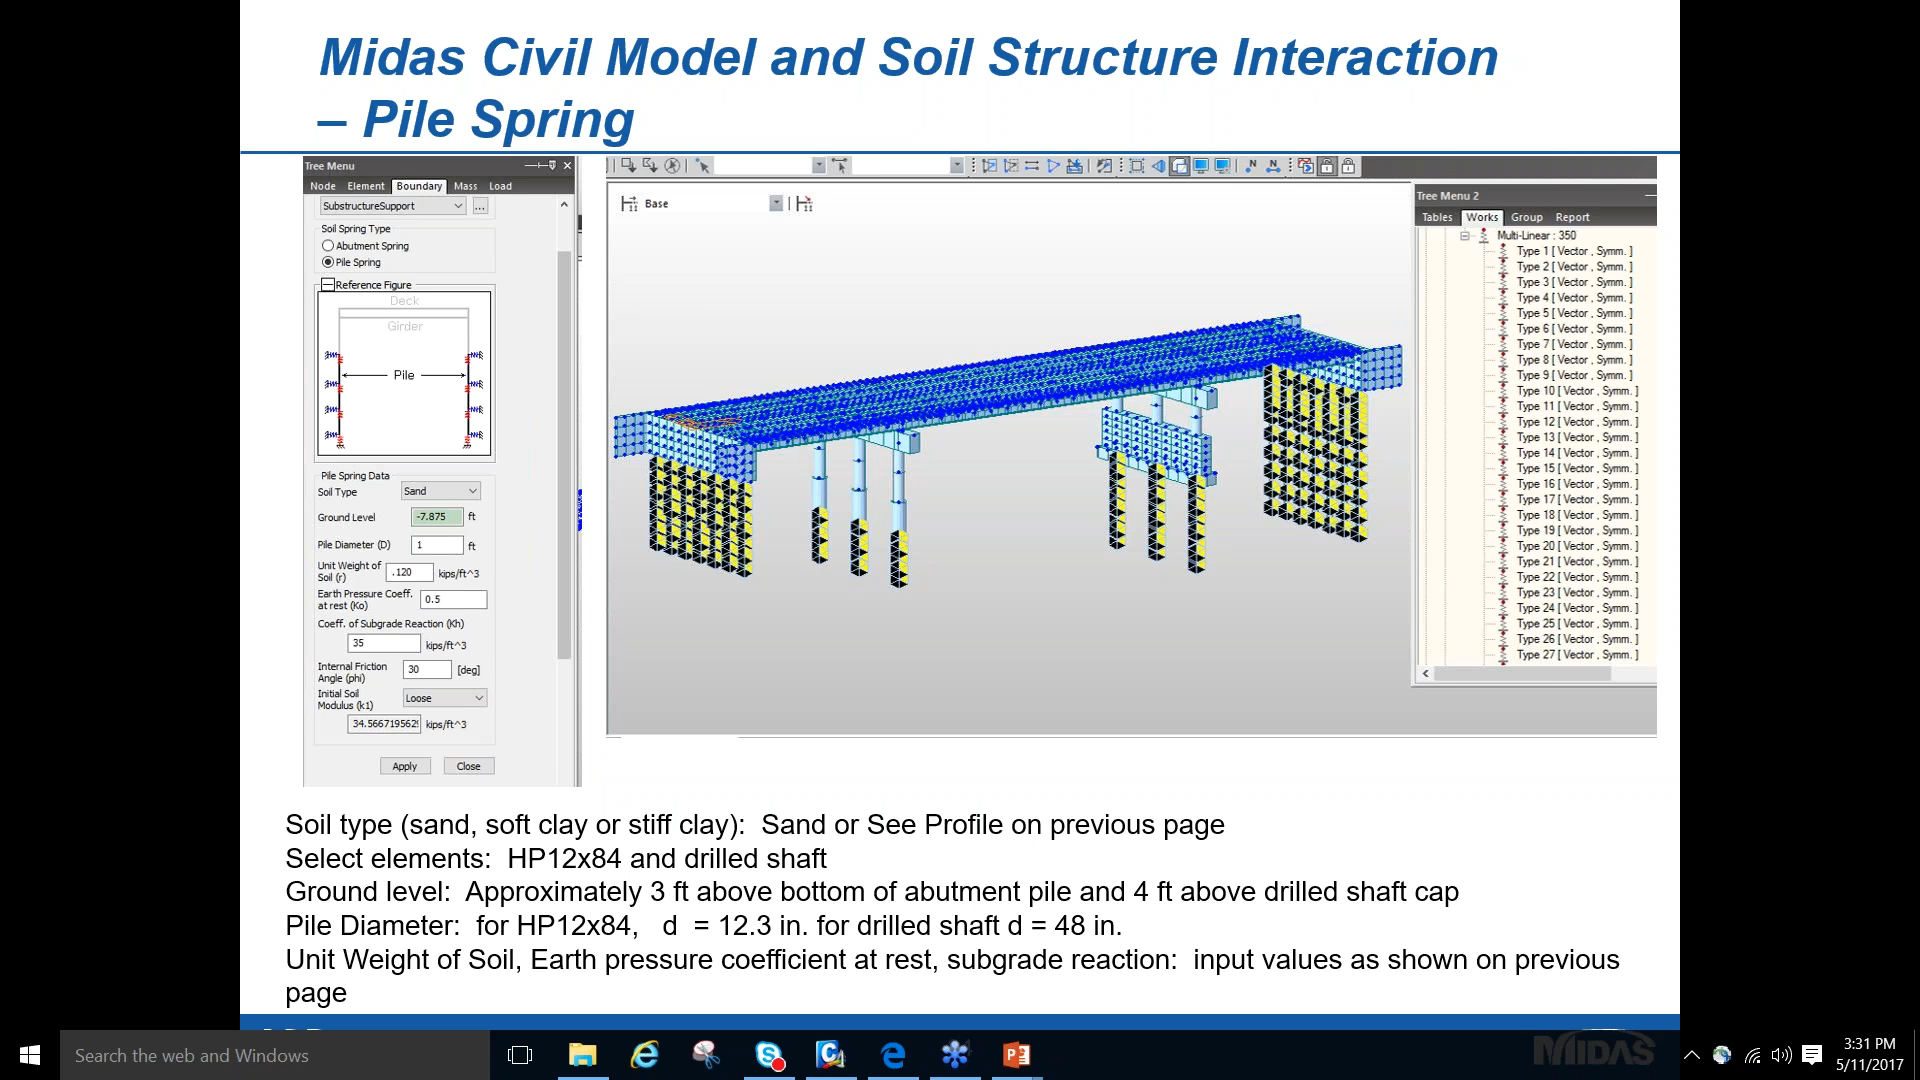 Midas Civil Model and Soil Structure Interaction
– Pile Spring
Tree Menu
Node Element Boundary Mass Load
SubstructureSupport
...
Soil Spring Type
Abutment Spring
Pile Spring
Reference Figure
Deck
Girder
Pile
Pile Spring Data
Soil Type Sand
Ground Level -7.875 ft
Pile Diameter (D) 1 ft
Unit Weight of
Soil (r) .120 kips/ft^3
Earth Pressure Coeff.
at rest (Ko) 0.5
Coeff. of Subgrade Reaction (Kh)
35 kips/ft^3
Internal Friction
Angle (phi) 30 [deg]
Initial Soil
Modulus (k1) Loose
34.566719562 kips/ft^3
Apply Close
Base
Tree Menu 2
Tables Works Group Report
Multi-Linear : 350
Type 1 [ Vector , Symm. ]
Type 2 [ Vector , Symm. ]
Type 3 [ Vector , Symm. ]
Type 4 [ Vector , Symm. ]
Type 5 [ Vector , Symm. ]
Type 6 [ Vector , Symm. ]
Type 7 [ Vector , Symm. ]
Type 8 [ Vector , Symm. ]
Type 9 [ Vector , Symm. ]
Type 10 [ Vector , Symm. ]
Type 11 [ Vector , Symm. ]
Type 12 [ Vector , Symm. ]
Type 13 [ Vector , Symm. ]
Type 14 [ Vector , Symm. ]
Type 15 [ Vector , Symm. ]
Type 16 [ Vector , Symm. ]
Type 17 [ Vector , Symm. ]
Type 18 [ Vector , Symm. ]
Type 19 [ Vector , Symm. ]
Type 20 [ Vector , Symm. ]
Type 21 [ Vector , Symm. ]
Type 22 [ Vector , Symm. ]
Type 23 [ Vector , Symm. ]
Type 24 [ Vector , Symm. ]
Type 25 [ Vector , Symm. ]
Type 26 [ Vector , Symm. ]
Type 27 [ Vector , Symm. ]
Soil type (sand, soft clay or stiff clay): Sand or See Profile on previous page
Select elements: HP12x84 and drilled shaft
Ground level: Approximately 3 ft above bottom of abutment pile and 4 ft above drilled shaft cap
Pile Diameter: for HP12x84, d = 12.3 in. for drilled shaft d = 48 in.
Unit Weight of Soil, Earth pressure coefficient at rest, subgrade reaction: input values as shown on previous
page
Search the web and Windows
MIDAS
3:31 PM
5/11/2017